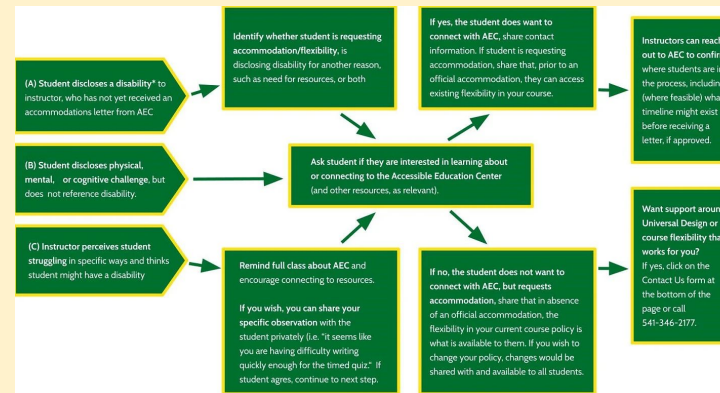 (A) Student discloses a disability* to
instructor, who has not yet received an
accommodations letter from AEC
Identify whether student is requesting
accommodation/flexibility, is
disclosing disability for another reason,
such as need for resources, or both
If yes, the student does want to
connect with AEC, share contact
information. If student is requesting
accommodation, share that, prior to an
official accommodation, they can access
existing flexibility in your course.
Instructors can reach
out to AEC to confir
where students are in
the process, includin
(where feasible) wha
timeline might exist
before receiving a
letter, if approved.
(B) Student discloses physical,
mental, or cognitive challenge, but
does not reference disability.
Ask student if they are interested in learning about
or connecting to the Accessible Education Center
(and other resources, as relevant).
(C) Instructor perceives student
struggling in specific ways and thinks
student might have a disability
Remind full class about AEC and
encourage connecting to resources.
If you wish, you can share your
specific observation with the
student privately (i.e. "it seems like
you are having difficulty writing
quickly enough for the timed quiz." If
student agres, continue to next step.
If no, the student does not want to
connect with AEC, but requests
accommodation, share that in absence
of an official accommodation, the
flexibility in your current course policy is
what is available to them. If you wish to
change your policy, changes would be
shared with and available to all students.
Want support aroun
Universal Design or
course flexibility tha
works for you?
If yes, click on the
Contact Us form at
the bottom of the
page or call
541-346-2177.